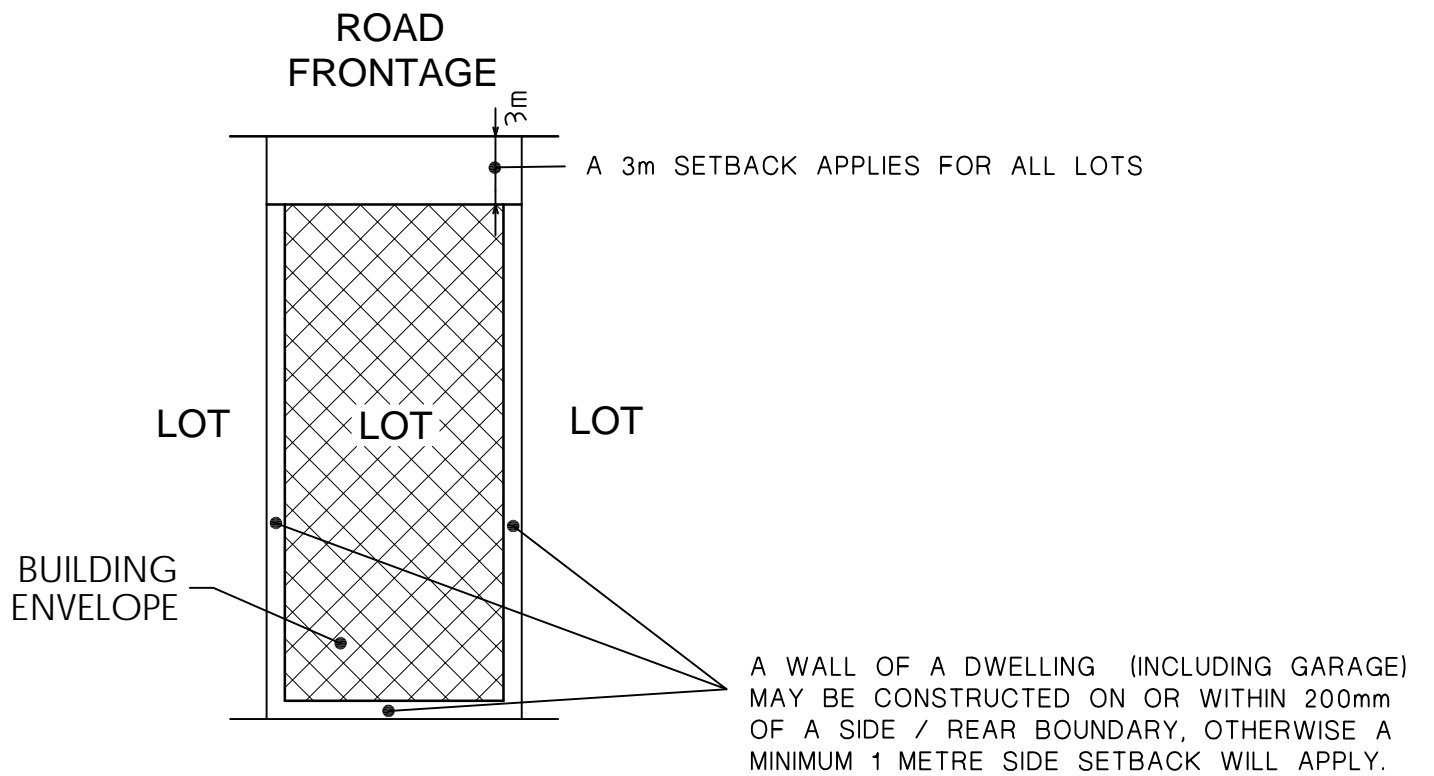 ROAD
FRONTAGE
3m
A 3m SETBACK APPLIES FOR ALL LOTS
LOT
LOT
LOT
BUILDING
ENVELOPE
A WALL OF A DWELLING (INCLUDING GARAGE)
MAY BE CONSTRUCTED ON OR WITHIN 200mm
OF A SIDE / REAR BOUNDARY, OTHERWISE A
MINIMUM 1 METRE SIDE SETBACK WILL APPLY.